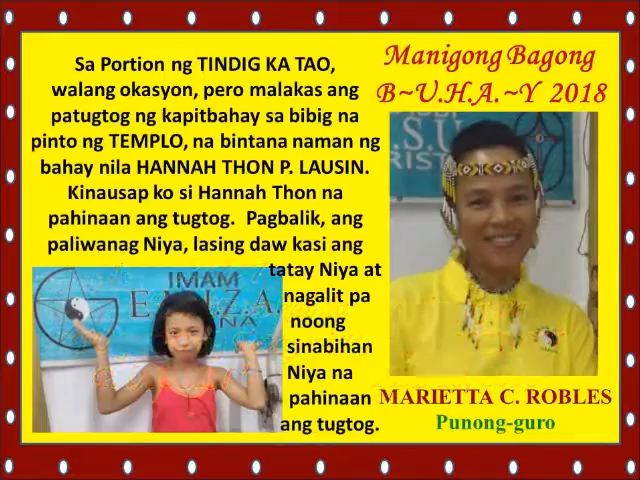 Sa Portion ng TINDIG KA TAO,
walang okasyon, pero malakas ang
patugtog ng kapitbahay sa bibig na
pinto ng TEMPLO, na bintana naman ng
bahay nila HANNAH THON P. LAUSIN.
Kinausap ko si Hannah Thon na
pahinaan ang tugtog. Pagbalik, ang
paliwanag Niya, lasing daw kasi ang
tatay Niya at
nagalit pa
noong
sinabihan
Niya na
pahinaan
ang tugtog.
Manigong Bagong
B~U.H.A.~Y 2018
S U
RIST
MARIETTA C. ROBLES
Punong-guro
IMAM
NA